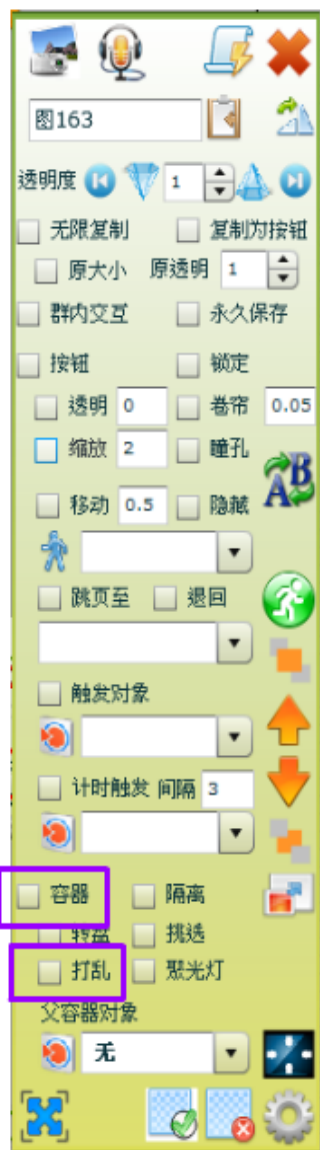 图163
透明度 1
无限复制 复制为按钮
原大小 原透明 1
群内交互 永久保存
按钮 锁定
透明 0 卷帘 0.05
缩放 2 瞳孔
AB
移动 0.5 隐藏
跳页至 退回
触发对象
计时触发 间隔 3
容器 隔离
转盘 挑选
打乱 聚光灯
父容器对象
无